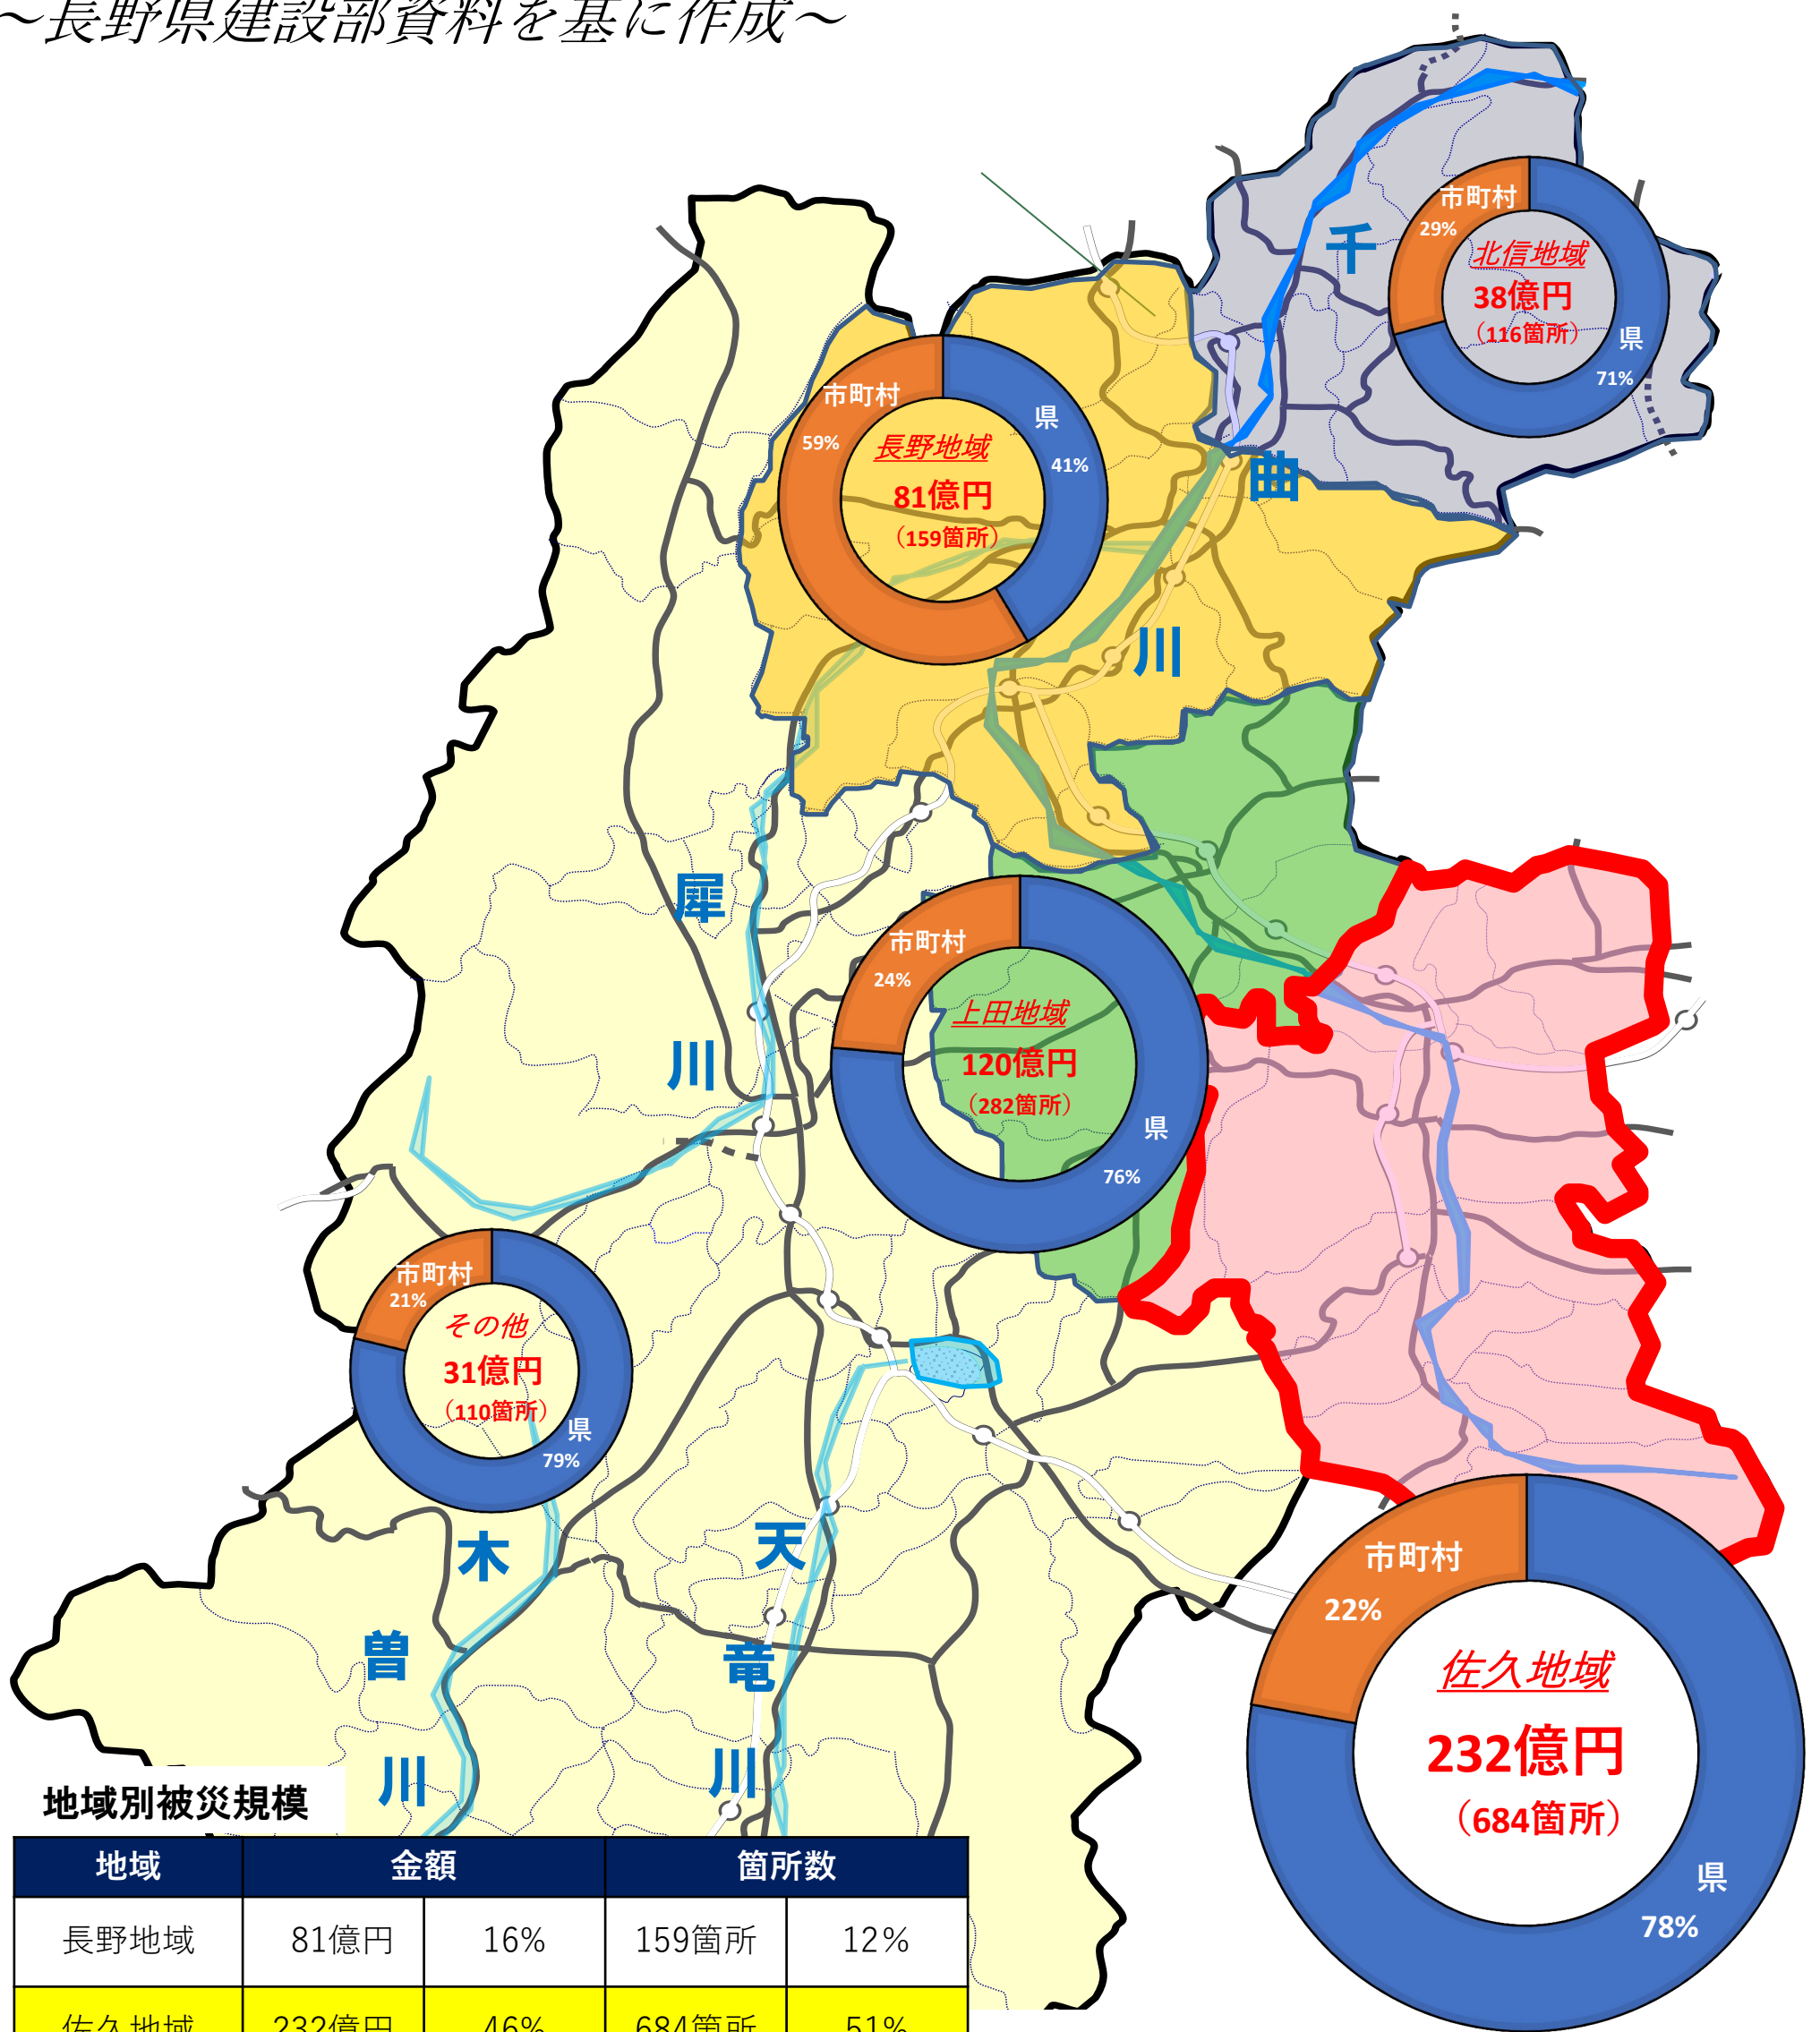 ～長野県建設部資料を基に作成～
千
曲
川
市町村
29%
北信地域
38億円
（116箇所）
県
71%
市町村
59%
県
41%
長野地域
81億円
（159箇所）
犀
川
市町村
24%
上田地域
120億円
（282箇所）
県
76%
市町村
21%
その他
31億円
（110箇所）
県
79%
木
曽
川
天
竜
川
市町村
22%
佐久地域
232億円
（684箇所）
県
78%
地域別被災規模
地域 金額 箇所数
長野地域 81億円 16% 159箇所 12%
佐久地域 232億円 46% 684箇所 51%